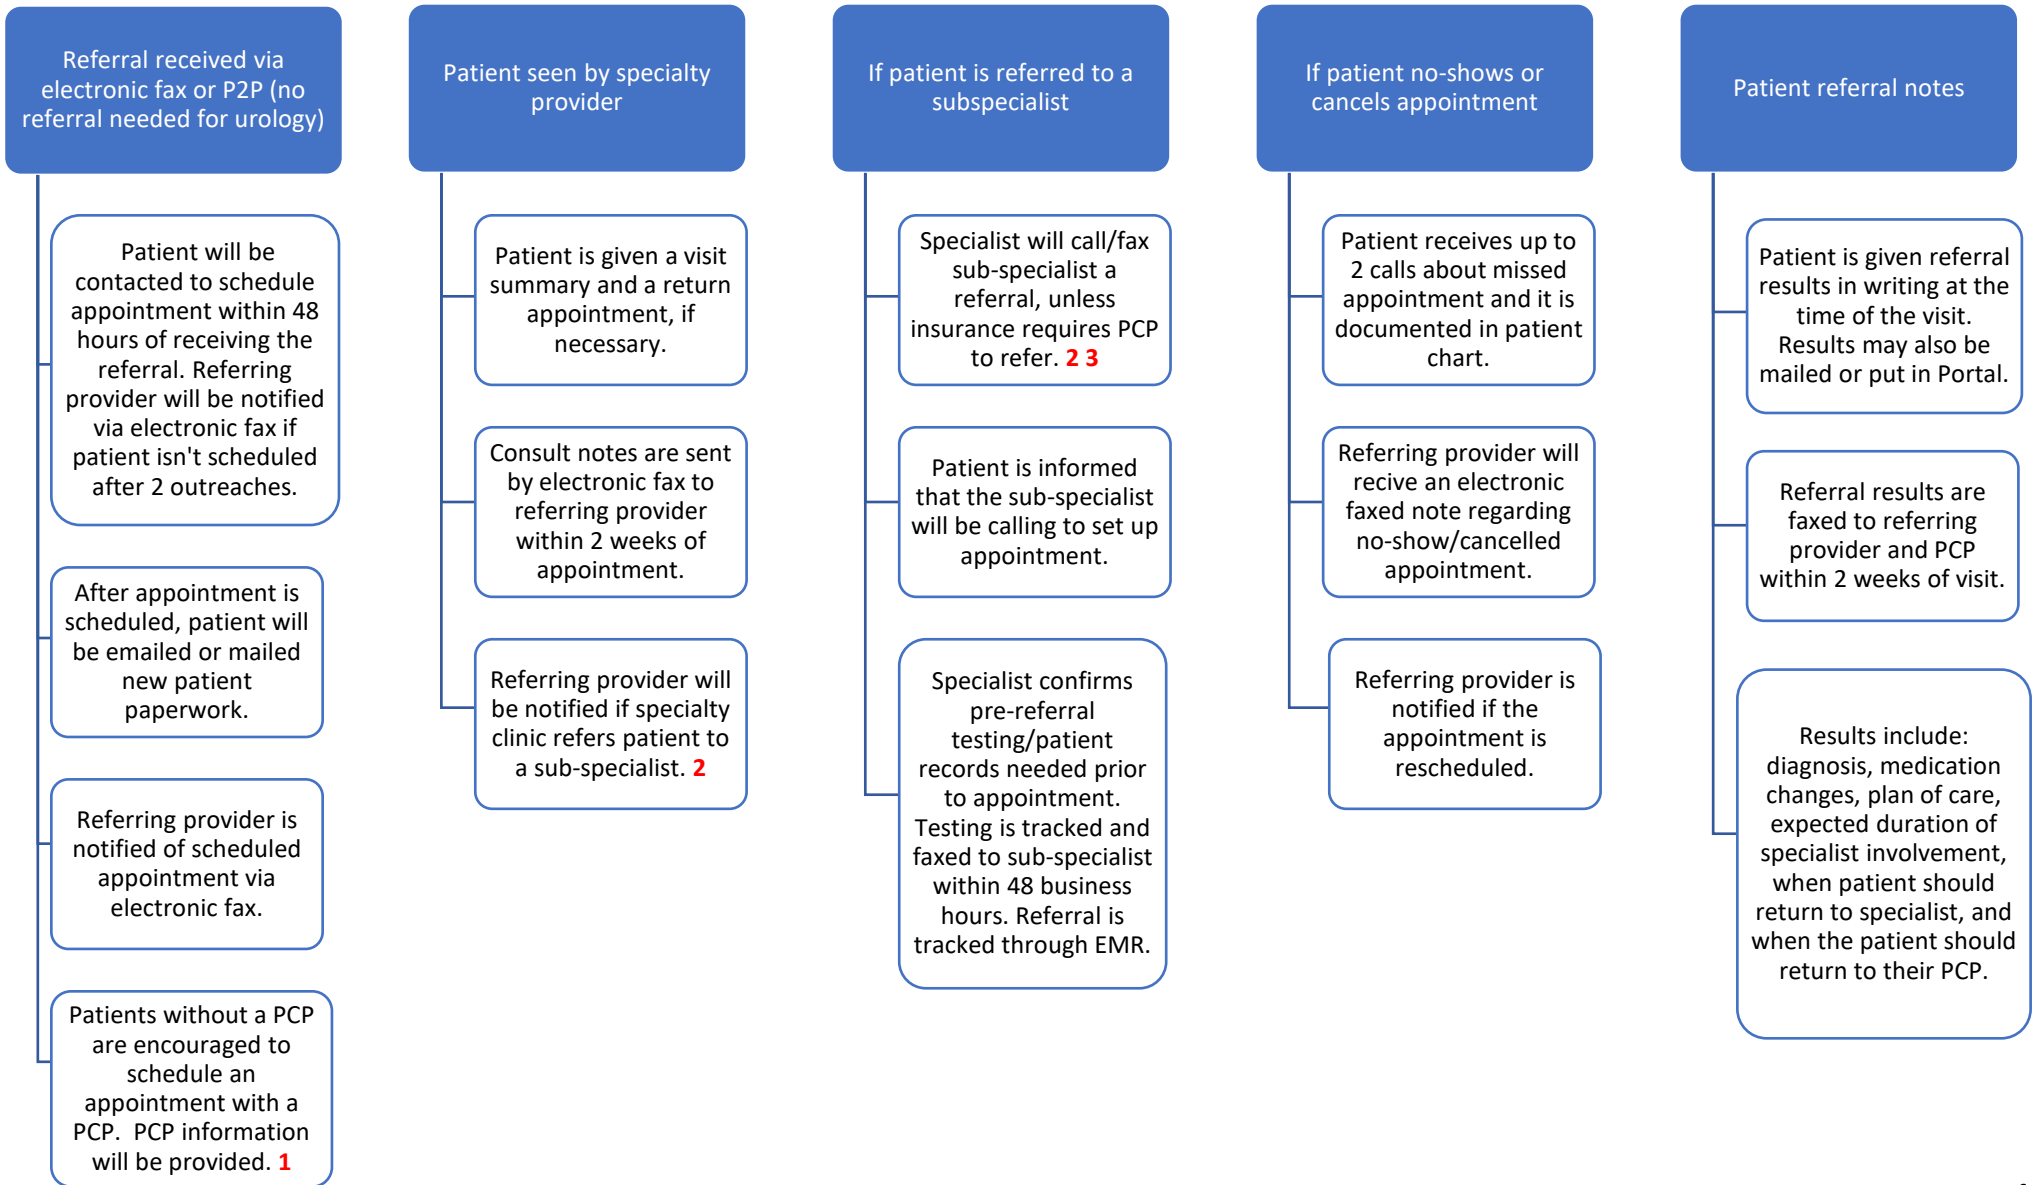 Referral received via
electronic fax or P2P (no
referral needed for urology)
Patient will be
contacted to schedule
appointment within 48
hours of receiving the
referral. Referring
provider will be notified
via electronic fax if
patient isn't scheduled
after 2 outreaches.
After appointment is
scheduled, patient will
be emailed or mailed
new patient
paperwork.
Referring provider is
notified of scheduled
appointment via
electronic fax.
Patients without a PCP
are encouraged to
schedule an
appointment with a
PCP.  PCP information
will be provided. 1
Patient seen by specialty
provider
Patient is given a visit
summary and a return
appointment, if
necessary.
Consult notes are sent
by electronic fax to
referring provider
within 2 weeks of
appointment.
Referring provider will
be notified if specialty
clinic refers patient to
a sub-specialist. 2
If patient is referred to a
subspecialist
Specialist will call/fax
sub-specialist a
referral, unless
insurance requires PCP
to refer. 2 3
Patient is informed
that the sub-specialist
will be calling to set up
appointment.
Specialist confirms
pre-referral
testing/patient
records needed prior
to appointment.
Testing is tracked and
faxed to sub-specialist
within 48 business
hours. Referral is
tracked through EMR.
If patient no-shows or
cancels appointment
Patient receives up to
2 calls about missed
appointment and it is
documented in patient
chart.
Referring provider will
recive an electronic
faxed note regarding
no-show/cancelled
appointment.
Referring provider is
notified if the
appointment is
rescheduled.
Patient referral notes
Patient is given referral
results in writing at the
time of the visit.
Results may also be
mailed or put in Portal.
Referral results are
faxed to referring
provider and PCP
within 2 weeks of visit.
Results include:
diagnosis, medication
changes, plan of care,
expected duration of
specialist involvement,
when patient should
return to specialist, and
when the patient should
return to their PCP.